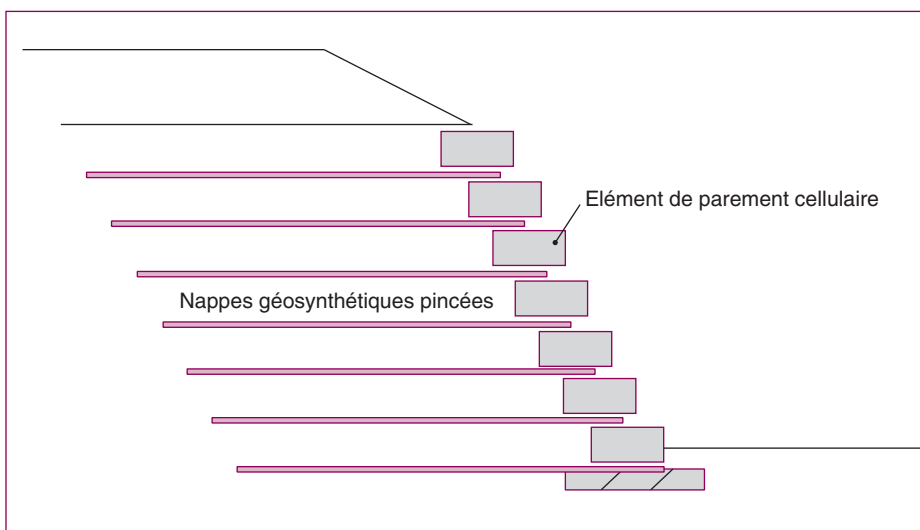 Elément de parement cellulaire
Nappes géosynthétiques pincées